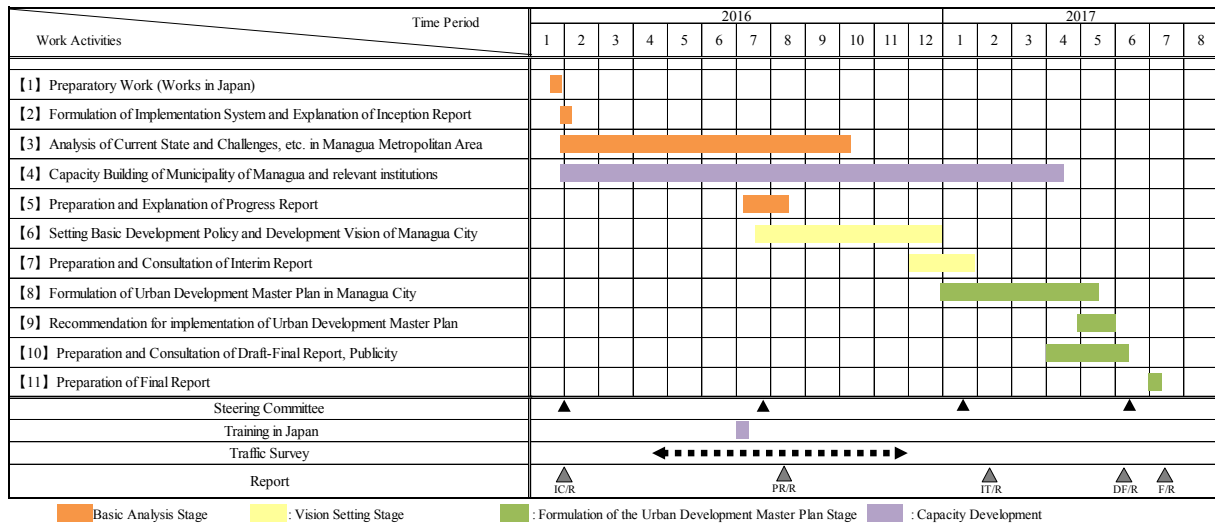 Time Period
Work Activities
2016 2017
1 2 3 4 5 6 7 8 9 10 11 12 1 2 3 4 5 6 7 8
【1】Preparatory Work (Works in Japan)
【2】Formulation of Implementation System and Explanation of Inception Report
【3】Analysis of Current State and Challenges, etc. in Managua Metropolitan Area
【4】Capacity Building of Municipality of Managua and relevant institutions
【5】Preparation and Explanation of Progress Report
【6】Setting Basic Development Policy and Development Vision of Managua City
【7】Preparation and Consultation of Interim Report
【8】Formulation of Urban Development Master Plan in Managua City
【9】Recommendation for implementation of Urban Development Master Plan
【10】Preparation and Consultation of Draft-Final Report, Publicity
【11】Preparation of Final Report
Steering Committee
Training in Japan
Traffic Survey
Report
IC/R PR/R IT/R DF/R F/R
Basic Analysis Stage : Vision Setting Stage : Formulation of the Urban Development Master Plan Stage : Capacity Development